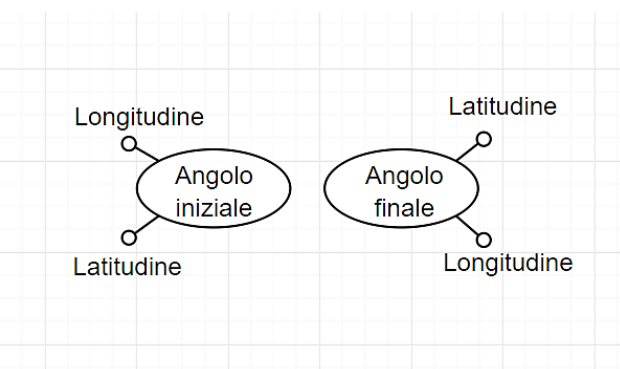 Longitudine
Latitudine
Angolo
iniziale
Angolo
finale
Latitudine
Longitudine